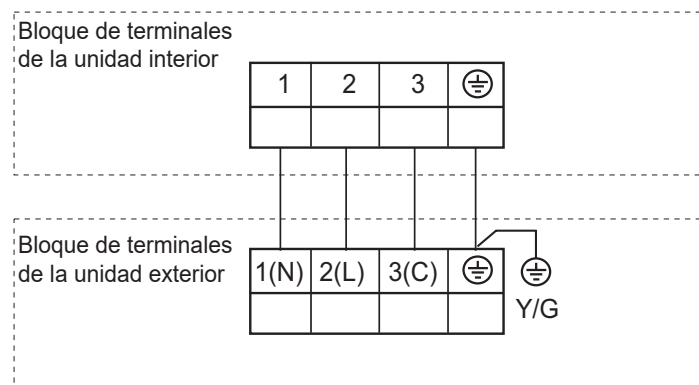 Bloque de terminales
de la unidad interior
1 2 3
Bloque de terminales
de la unidad exterior
1(N) 2(L) 3(C)
Y/G